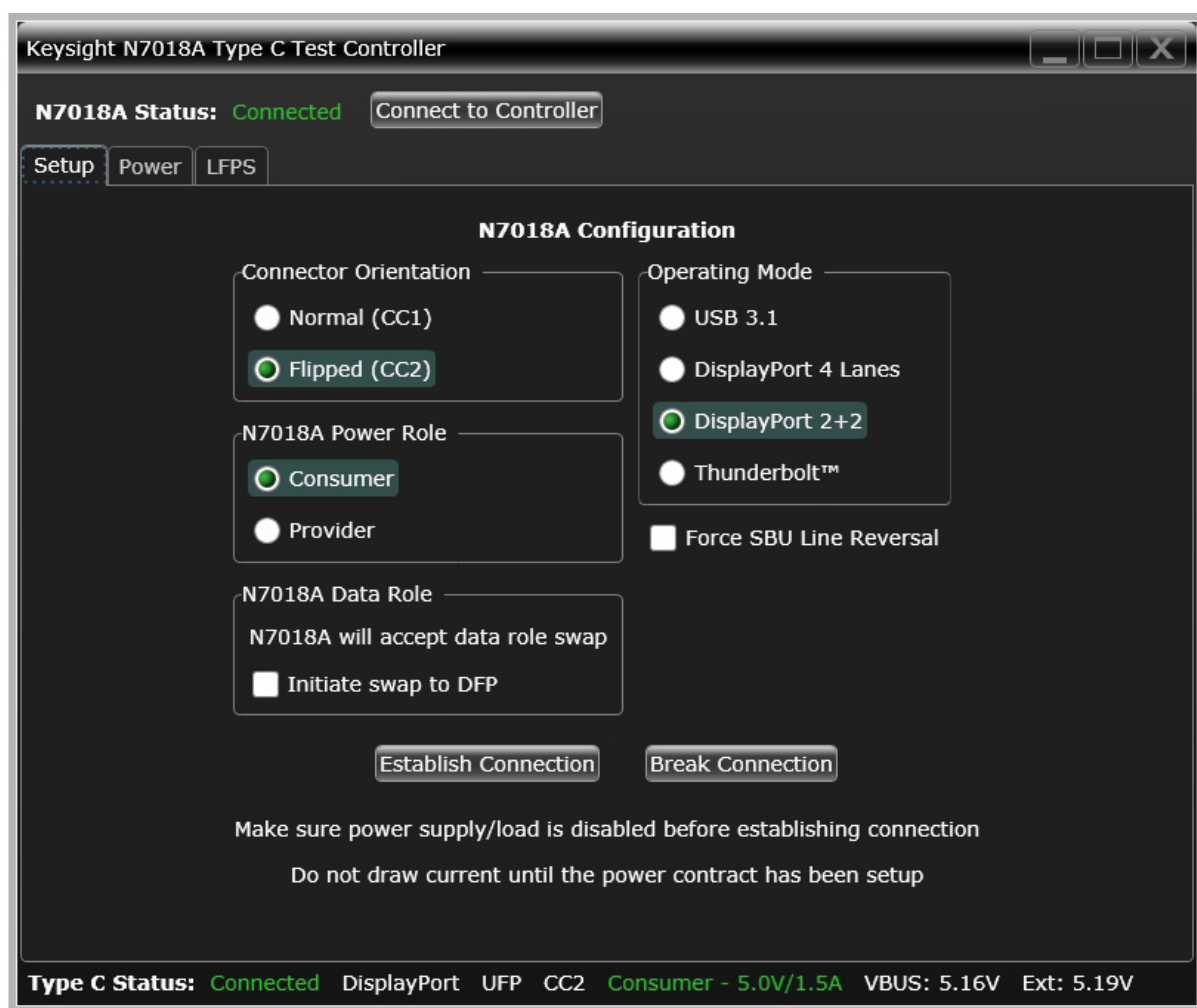 Keysight N7018A Type C Test Controller
N7018A Status: Connected Connect to Controller
Setup Power LFPS
N7018A Configuration
Connector Orientation
Normal (CC1)
Flipped (CC2)
N7018A Power Role
Consumer
Provider
N7018A Data Role
N7018A will accept data role swap
Initiate swap to DFP
Operating Mode
USB 3.1
DisplayPort 4 Lanes
DisplayPort 2+2
Thunderbolt™
Force SBU Line Reversal
Establish Connection Break Connection
Make sure power supply/load is disabled before establishing connection
Do not draw current until the power contract has been setup
Type C Status: Connected DisplayPort UFP CC2 Consumer - 5.0V/1.5A VBUS: 5.16V Ext: 5.19V